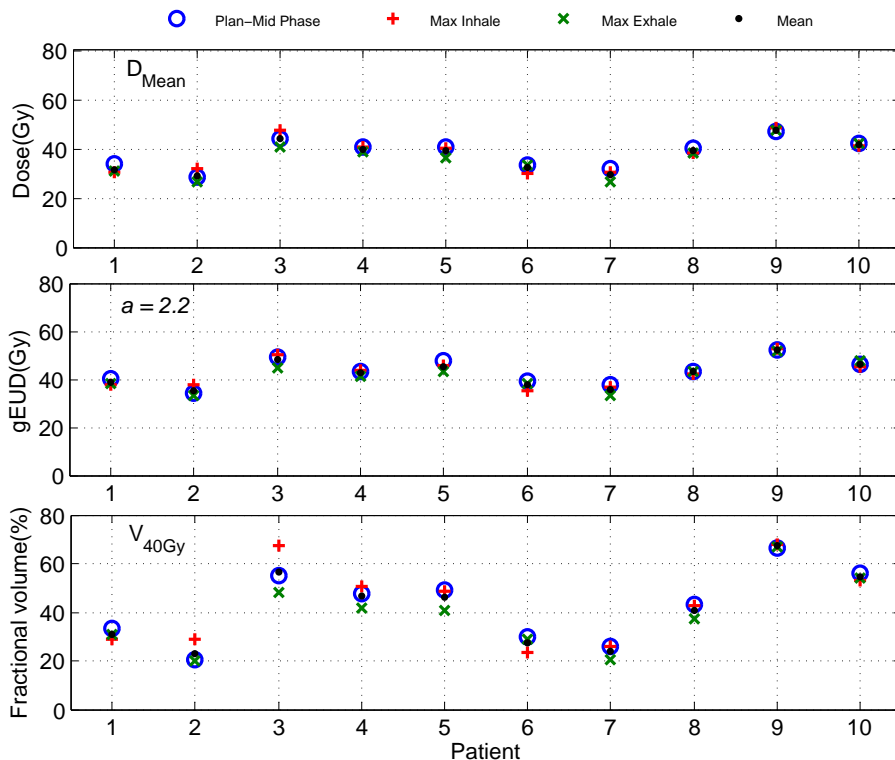 Plan−Mid Phase Max Inhale Max Exhale Mean
80
60
40
20
0
Dose(Gy)
D_Mean
1 2 3 4 5 6 7 8 9 10
80
60
40
20
0
gEUD(Gy)
a = 2.2
1 2 3 4 5 6 7 8 9 10
80
60
40
20
0
Fractional volume(%)
V_40Gy
1 2 3 4 5 6 7 8 9 10
Patient